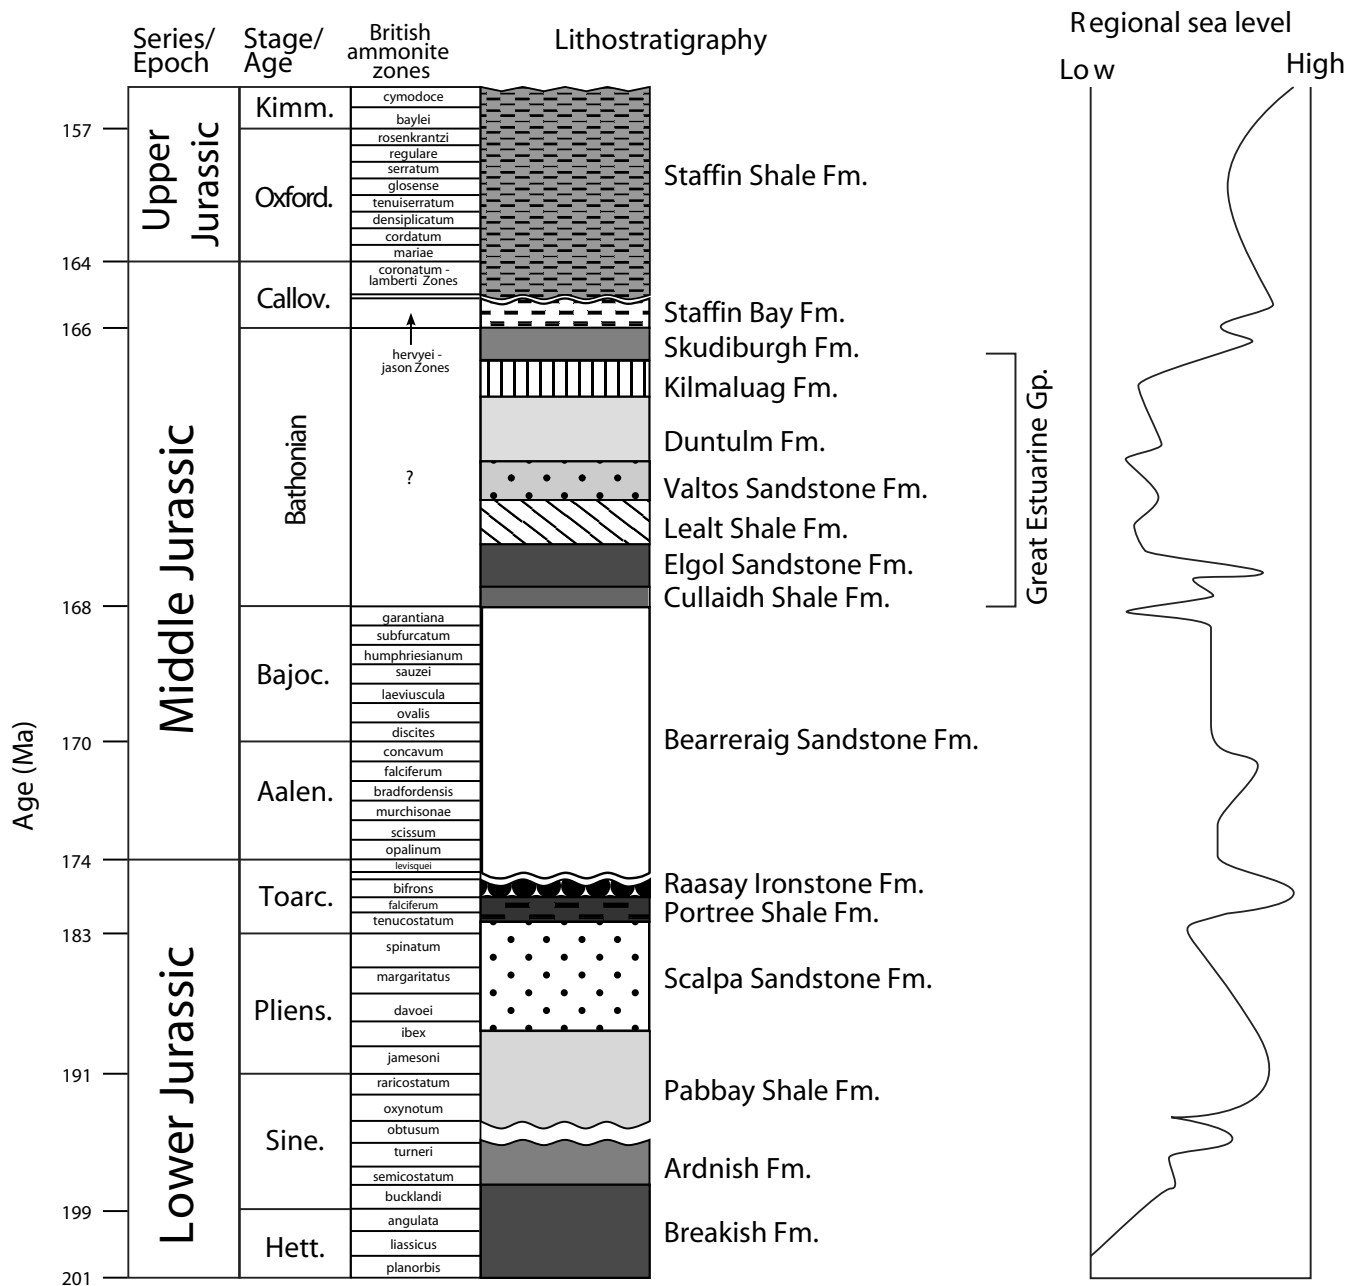 Series/
Epoch
Stage/
Age
British
ammonite
zones
Lithostratigraphy
Regional sea level
Low
High
Age (Ma)
157
164
166
168
170
174
183
191
199
201
Upper
Jurassic
Middle Jurassic
Lower Jurassic
Kimm.
Oxford.
Callov.
Bathonian
Bajoc.
Aalen.
Toarc.
Pliens.
Sine.
Hett.
cymodoce
baylei
rosenkrantzi
regulare
serratum
glosense
tenuiserratum
densiplicatum
cordatum
mariae
coronatum -
lamberti Zones
hervyei -
jason Zones
?
garantiana
subfurcatum
humphriesianum
sauzei
laeviuscula
ovalis
discites
concavum
falciferum
bradfordensis
murchisonae
scissum
opalinum
levisquei
bifrons
falciferum
tenucostatum
spinatum
margaritatus
davoei
ibex
jamesoni
raricostatum
oxynotum
obtusum
turneri
semicostatum
bucklandi
angulata
liassicus
planorbis
Staffin Shale Fm.
Staffin Bay Fm.
Skudiburgh Fm.
Kilmaluag Fm.
Duntulm Fm.
Valtos Sandstone Fm.
Lealt Shale Fm.
Elgol Sandstone Fm.
Cullaidh Shale Fm.
Great Estuarine Gp.
Bearreraig Sandstone Fm.
Raasay Ironstone Fm.
Portree Shale Fm.
Scalpa Sandstone Fm.
Pabbay Shale Fm.
Ardnish Fm.
Breakish Fm.